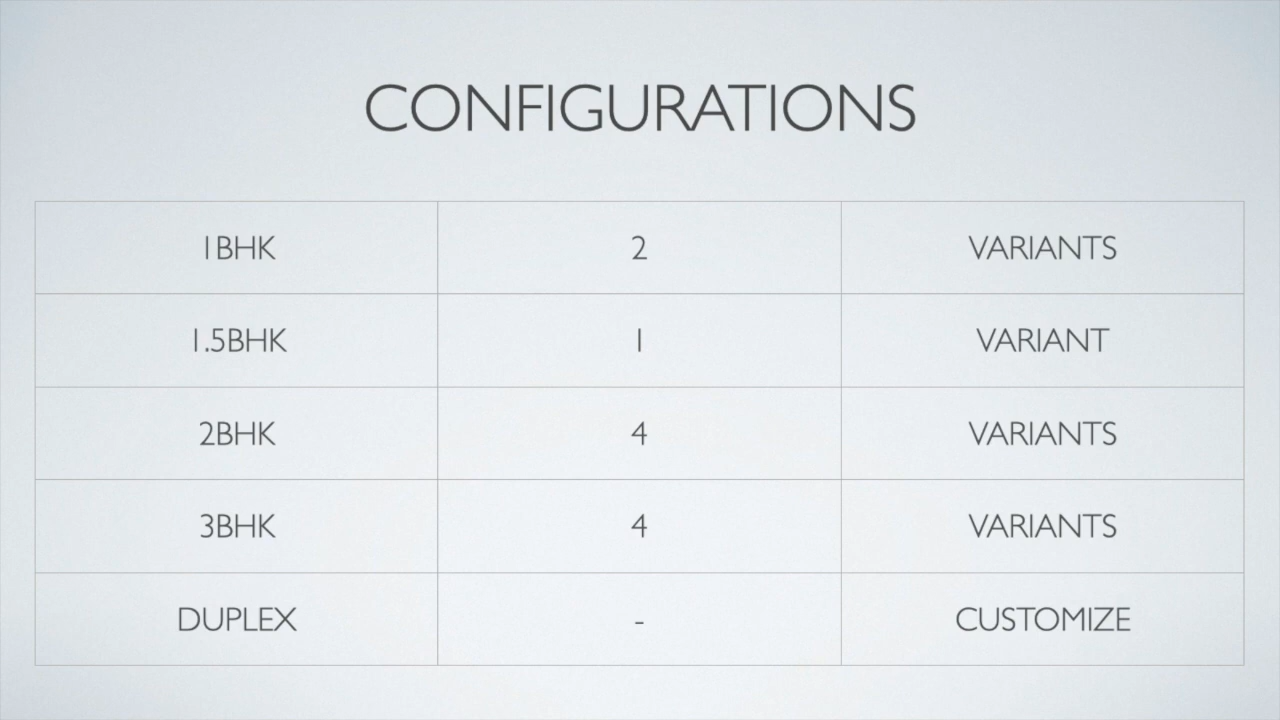 CONFIGURATIONS
1BHK 2 VARIANTS
1.5BHK 1 VARIANT
2BHK 4 VARIANTS
3BHK 4 VARIANTS
DUPLEX - CUSTOMIZE